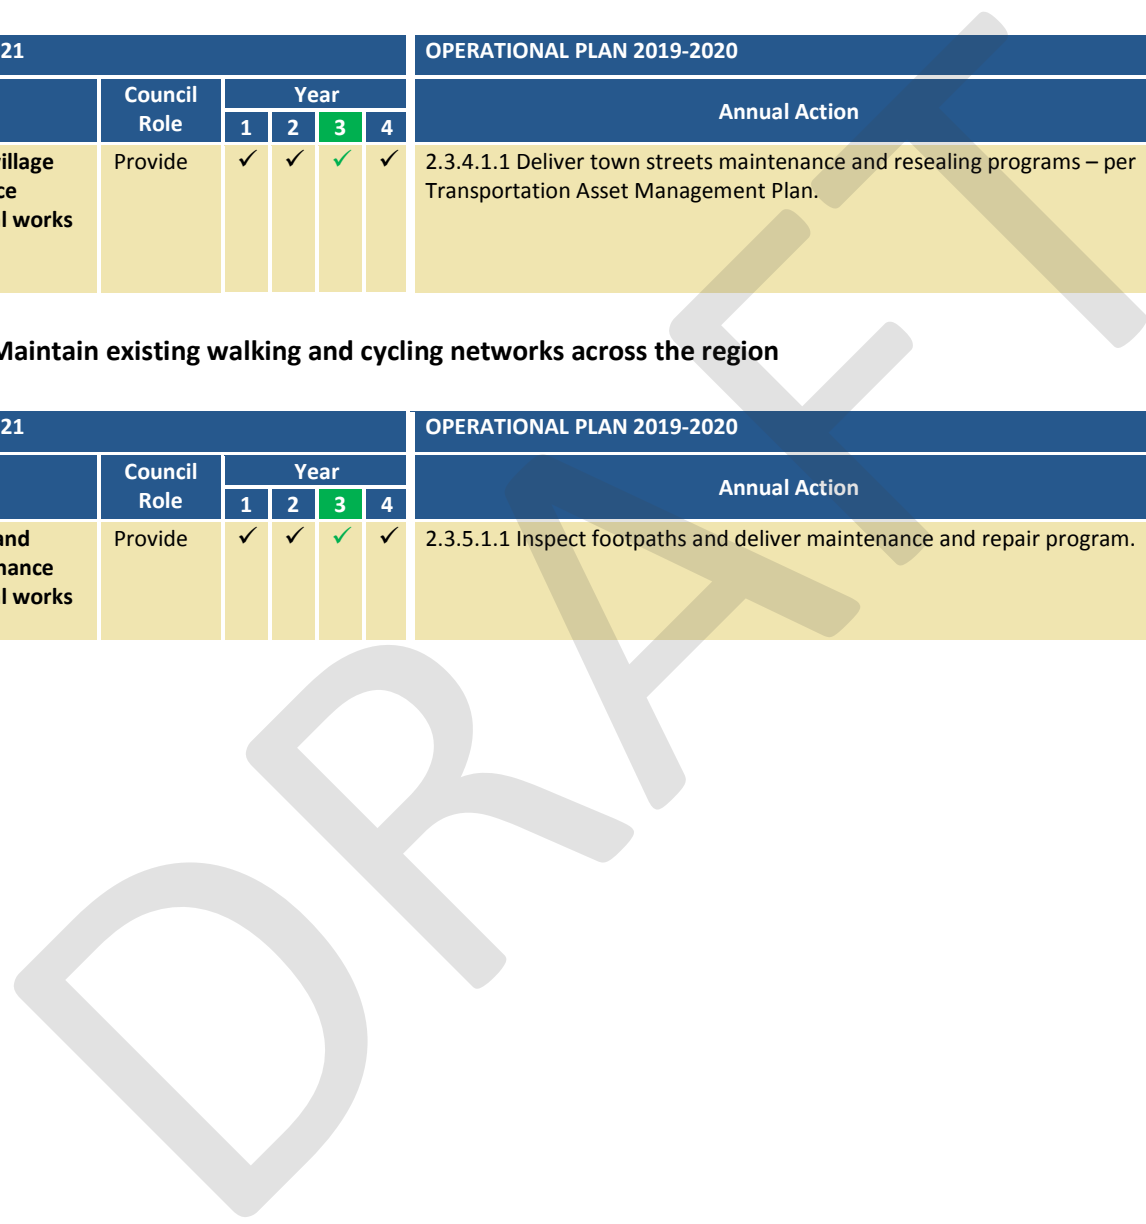 21 OPERATIONAL PLAN 2019-2020
Council Role Year Annual Action
1 2 3 4
illage Provide ✓ ✓ ✓ ✓ 2.3.4.1.1 Deliver town streets maintenance and resealing programs – per
ce Transportation Asset Management Plan.
l works
Maintain existing walking and cycling networks across the region
21 OPERATIONAL PLAN 2019-2020
Council Role Year Annual Action
1 2 3 4
and Provide ✓ ✓ ✓ ✓ 2.3.5.1.1 Inspect footpaths and deliver maintenance and repair program.
nance
l works
DRAFT